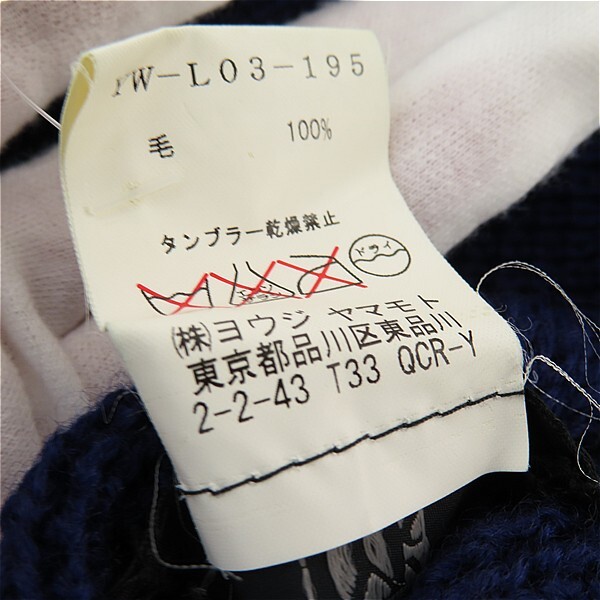 YW-L03-195
毛 100%
タンブラー乾燥禁止
ドライ
(株)ヨウジ ヤマモト
東京都品川区東品川
2-2-43 T33 QCR-Y